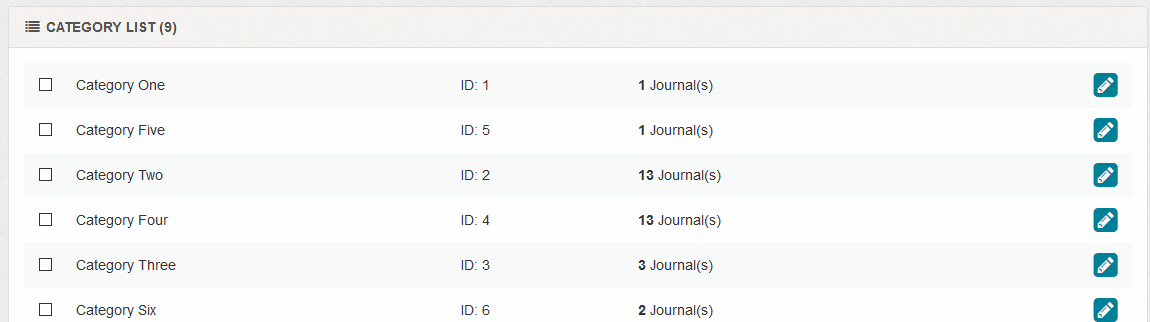 CATEGORY LIST (9)
Category One ID: 1 1 Journal(s)
Category Five ID: 5 1 Journal(s)
Category Two ID: 2 13 Journal(s)
Category Four ID: 4 13 Journal(s)
Category Three ID: 3 3 Journal(s)
Category Six ID: 6 2 Journal(s)